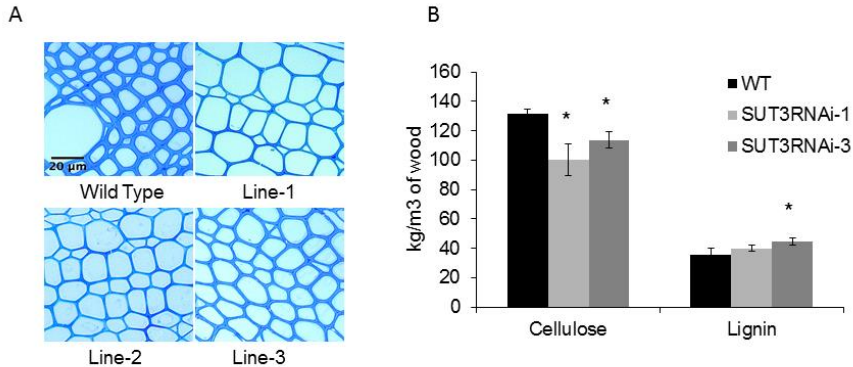 A
20 µm
Wild Type
Line-1
Line-2
Line-3
B
kg/m3 of wood
160
140
120
100
80
60
40
20
0
* *
*
WT
SUT3RNAi-1
SUT3RNAi-3
Cellulose
Lignin